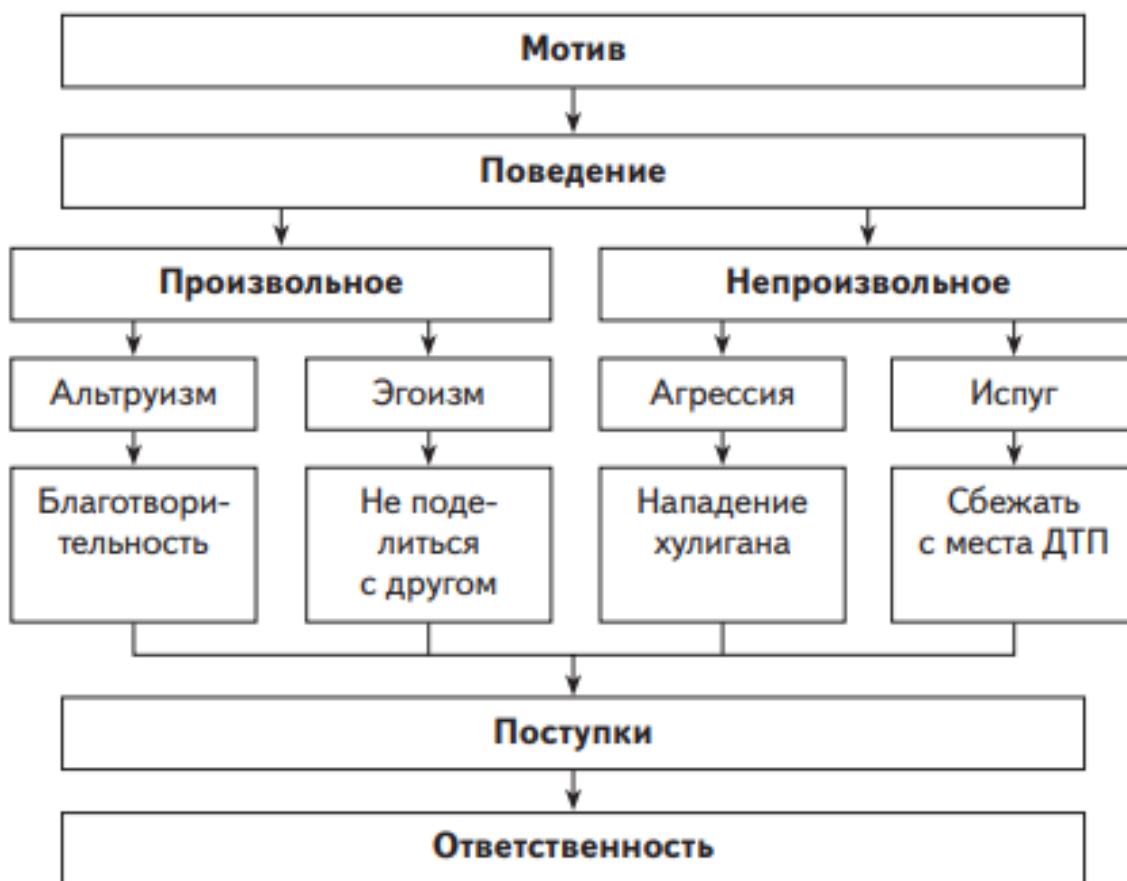 Мотив
Поведение
Произвольное
Непроизвольное
Альтруизм
Эгоизм
Агрессия
Испуг
Благотвори-
тельность
Не поде-
литься
с другом
Нападение
хулигана
Сбежать
с места ДТП
Поступки
Ответственность